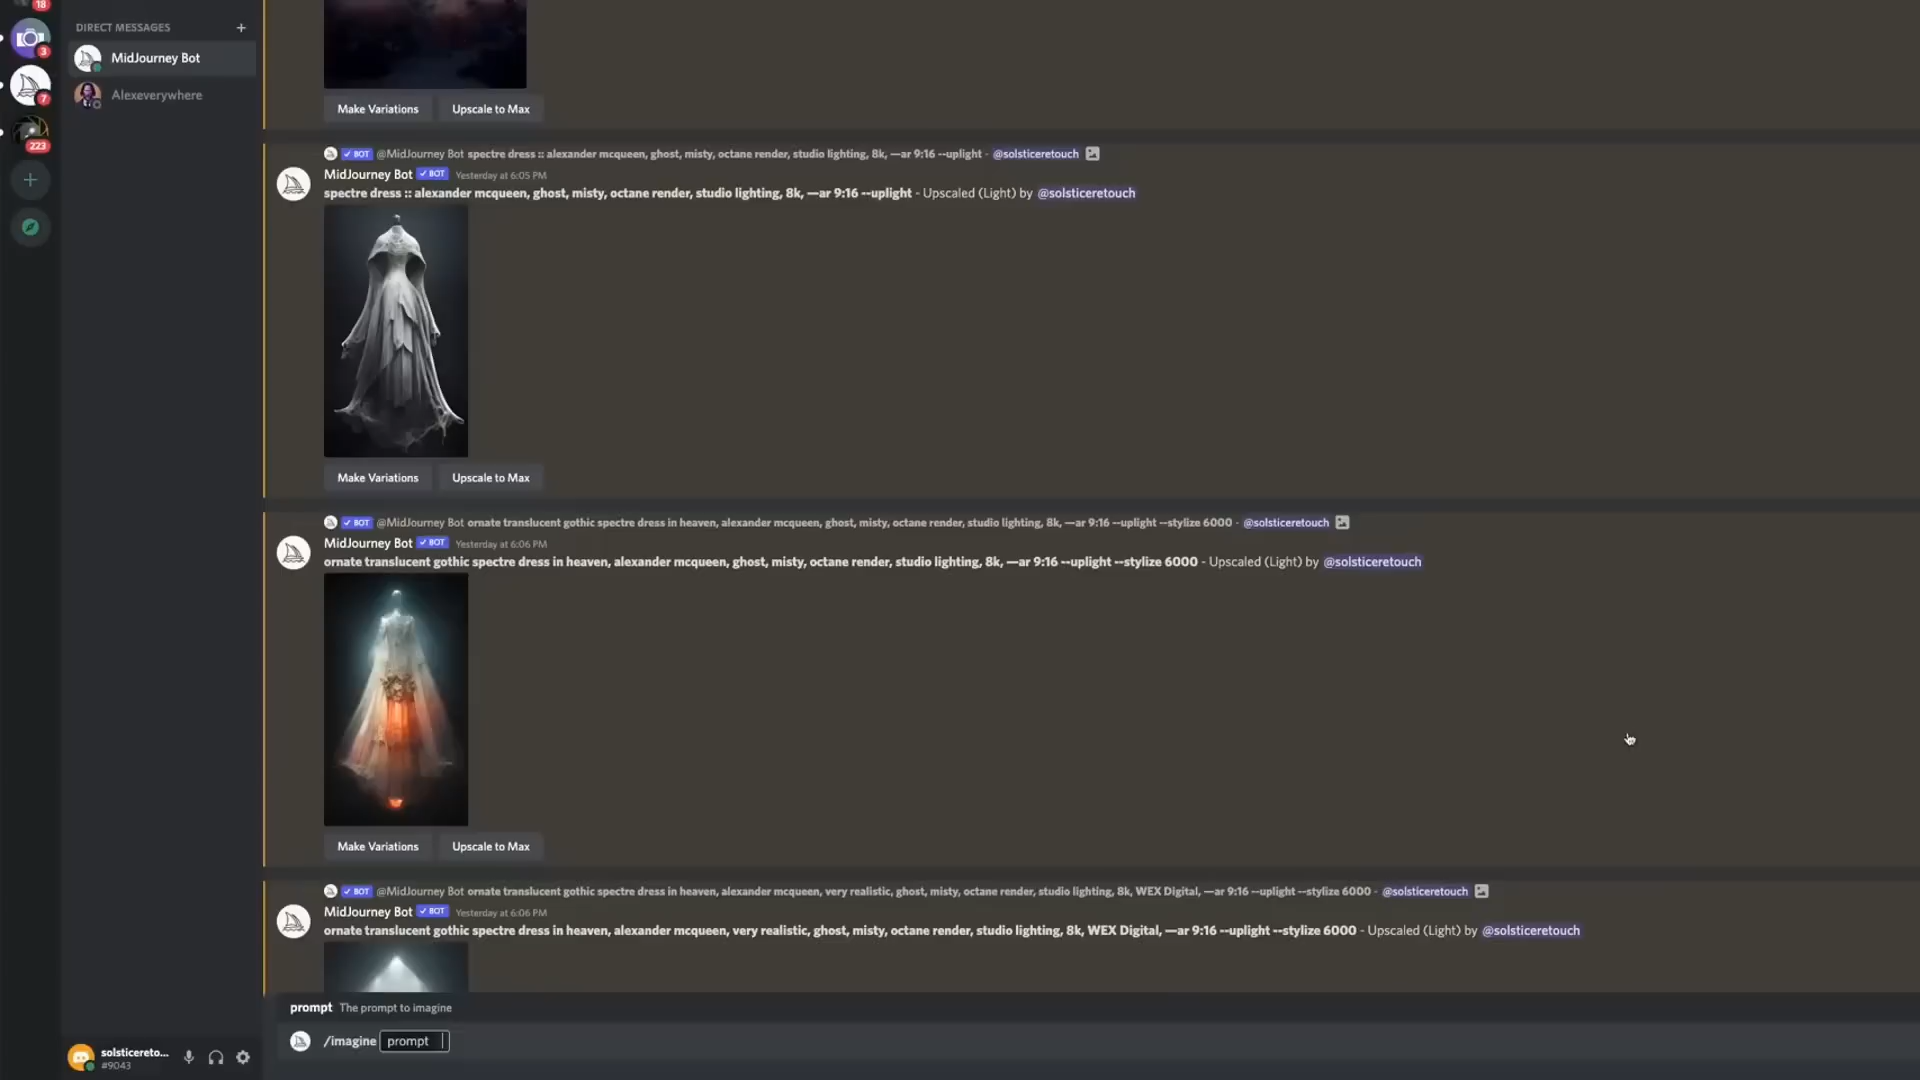 18
DIRECT MESSAGES +
3
MidJourney Bot
7
Alexeverywhere
223
Make Variations Upscale to Max
BOT @MidJourney Bot spectre dress :: alexander mcqueen, ghost, misty, octane render, studio lighting, 8k, —ar 9:16 --uplight - @solsticeretouch
MidJourney Bot BOT Yesterday at 6:05 PM
spectre dress :: alexander mcqueen, ghost, misty, octane render, studio lighting, 8k, —ar 9:16 --uplight - Upscaled (Light) by @solsticeretouch
Make Variations Upscale to Max
BOT @MidJourney Bot ornate translucent gothic spectre dress in heaven, alexander mcqueen, ghost, misty, octane render, studio lighting, 8k, —ar 9:16 --uplight --stylize 6000 - @solsticeretouch
MidJourney Bot BOT Yesterday at 6:06 PM
ornate translucent gothic spectre dress in heaven, alexander mcqueen, ghost, misty, octane render, studio lighting, 8k, —ar 9:16 --uplight --stylize 6000 - Upscaled (Light) by @solsticeretouch
Make Variations Upscale to Max
BOT @MidJourney Bot ornate translucent gothic spectre dress in heaven, alexander mcqueen, very realistic, ghost, misty, octane render, studio lighting, 8k, WEX Digital, —ar 9:16 --uplight --stylize 6000 - @solsticeretouch
MidJourney Bot BOT Yesterday at 6:06 PM
ornate translucent gothic spectre dress in heaven, alexander mcqueen, very realistic, ghost, misty, octane render, studio lighting, 8k, WEX Digital, —ar 9:16 --uplight --stylize 6000 - Upscaled (Light) by @solsticeretouch
prompt The prompt to imagine
/imagine prompt
solsticereto...
#9043